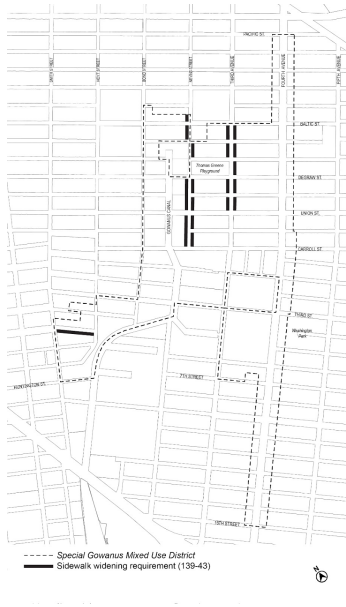 PACIFIC ST.
SMITH STREET
HOYT STREET
BOND STREET
NEVINS STREET
THIRD AVENUE
FOURTH AVENUE
FIFTH AVENUE
BALTIC ST.
Thomas Greene
Playground
DEGRAW ST.
UNION ST.
GOWANUS CANAL
CARROLL ST.
THIRD ST.
Washington
Park
7TH STREET
HUNTINGTON ST.
15TH STREET
Special Gowanus Mixed Use District
Sidewalk widening requirement (139-43)
N